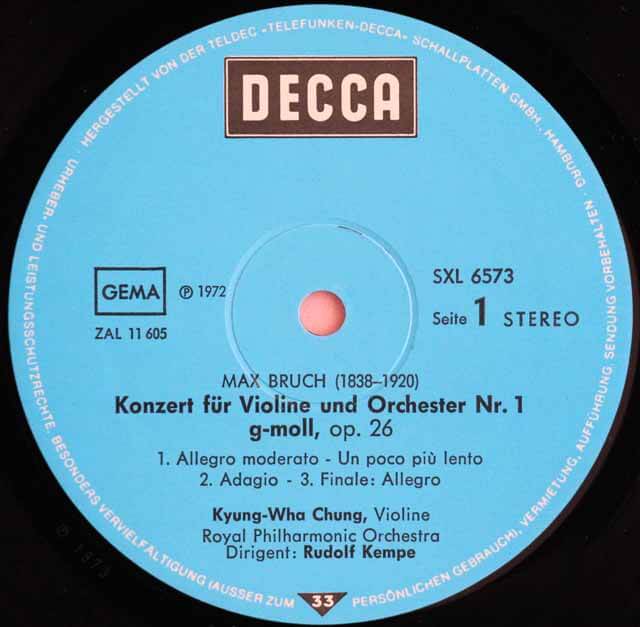 HERGESTELLT VON DER TELDEC »TELEFUNKEN-DECCA« SCHALLPLATTEN GMBH · HAMBURG ·
URHEBER- UND LEISTUNGSSCHUTZRECHTE, BESONDERS VERVIELFÄLTIGUNG (AUSSER ZUM PERSÖNLICHEN GEBRAUCH), VERMIETUNG, AUFFÜHRUNG, SENDUNG VORBEHALTEN ·
DECCA
GEMA
℗ 1972
ZAL 11 605
SXL 6573
Seite 1 STEREO
MAX BRUCH (1838–1920)
Konzert für Violine und Orchester Nr. 1
g-moll, op. 26
1. Allegro moderato - Un poco più lento
2. Adagio - 3. Finale: Allegro
Kyung-Wha Chung, Violine
Royal Philharmonic Orchestra
Dirigent: Rudolf Kempe
33
℗ 1973